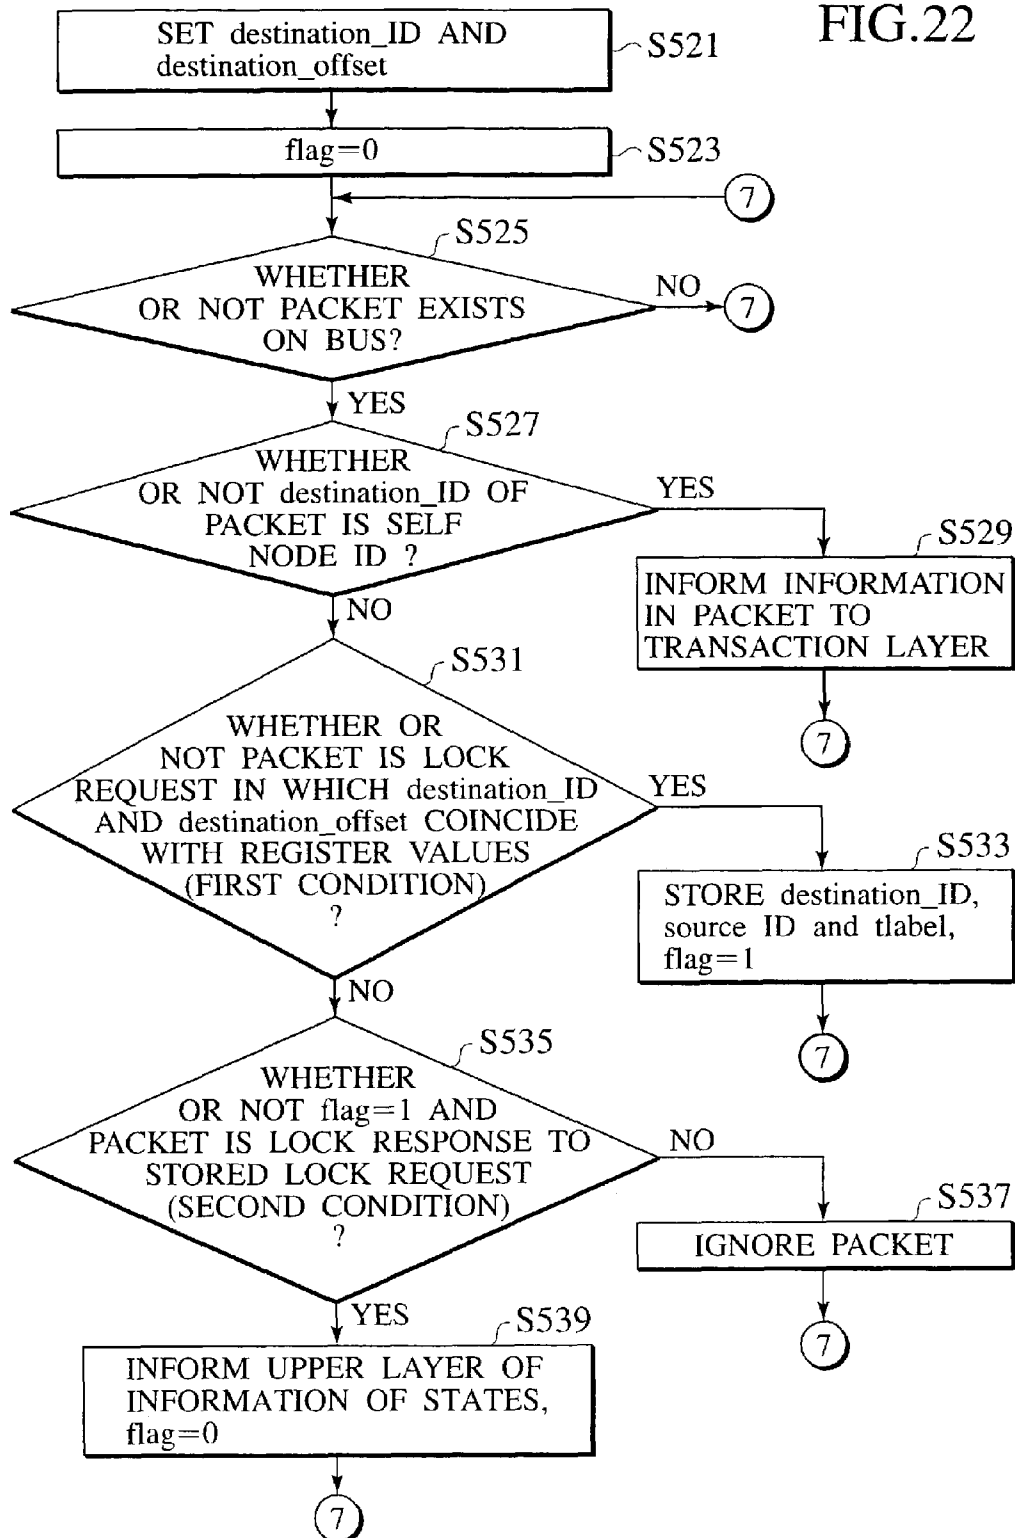 FIG.22
SET destination_ID AND
destination_offset
S521
flag=0
S523
7
S525
WHETHER
OR NOT PACKET EXISTS
ON BUS?
NO
7
YES
S527
WHETHER
OR NOT destination_ID OF
PACKET IS SELF
NODE ID ?
YES
S529
INFORM INFORMATION
IN PACKET TO
TRANSACTION LAYER
7
NO
S531
WHETHER OR
NOT PACKET IS LOCK
REQUEST IN WHICH destination_ID
AND destination_offset COINCIDE
WITH REGISTER VALUES
(FIRST CONDITION)
?
YES
S533
STORE destination_ID,
source ID and tlabel,
flag=1
7
NO
S535
WHETHER
OR NOT flag=1 AND
PACKET IS LOCK RESPONSE TO
STORED LOCK REQUEST
(SECOND CONDITION)
?
NO
S537
IGNORE PACKET
7
YES
S539
INFORM UPPER LAYER OF
INFORMATION OF STATES,
flag=0
7